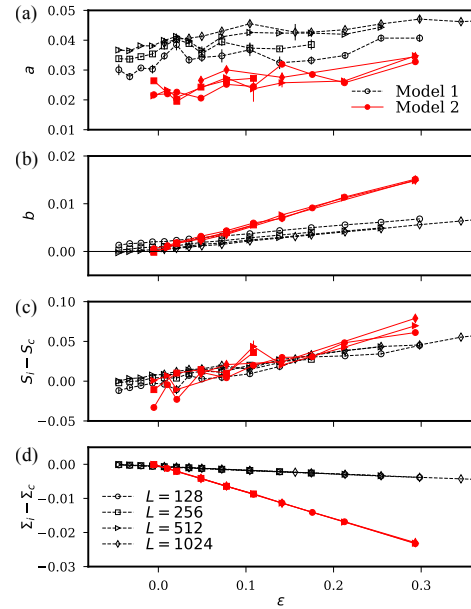 (a)
0.05
0.04
0.03
0.02
0.01
a
Model 1
Model 2
(b)
0.02
0.01
0.00
b
(c)
0.10
0.05
0.00
−0.05
S_i − S_c
(d)
0.00
−0.01
−0.02
−0.03
Σ_i − Σ_c
L = 128
L = 256
L = 512
L = 1024
0.0 0.1 0.2 0.3
ε